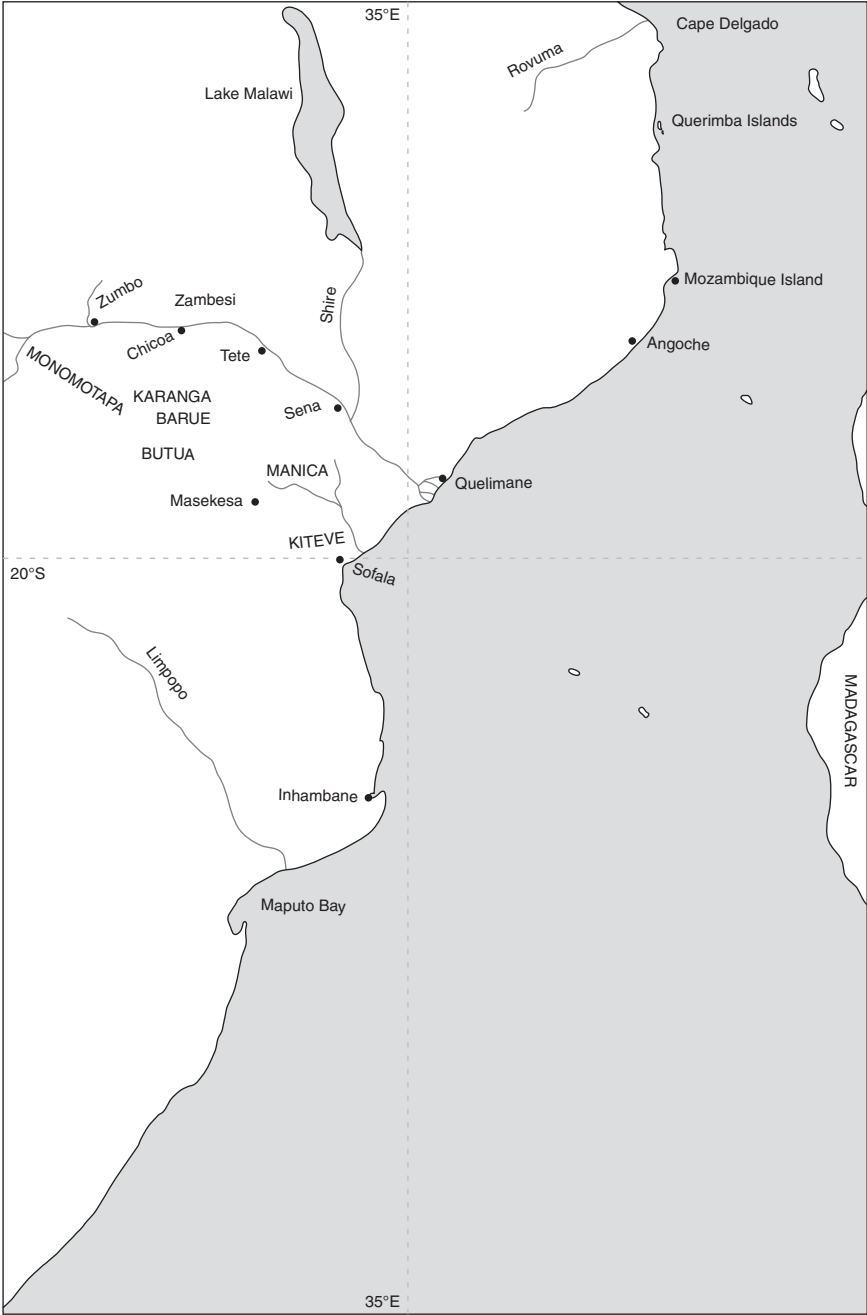 35°E
Cape Delgado
Rovuma
Lake Malawi
Querimba Islands
Mozambique Island
Zumbo
Zambesi
Shire
Chicoa
Angoche
Tete
MONOMOTAPA
KARANGA
BARUE
Sena
BUTUA
MANICA
Quelimane
Masekesa
KITEVE
20°S
Sofala
Limpopo
MADAGASCAR
Inhambane
Maputo Bay
35°E